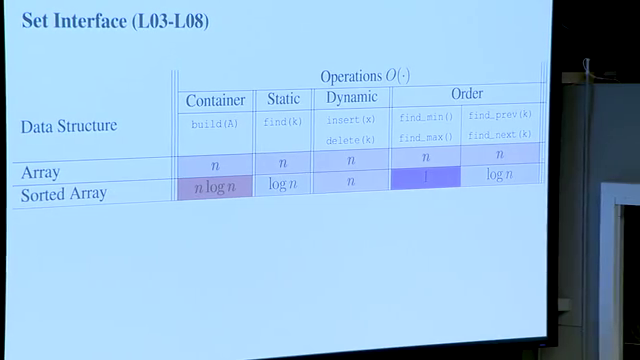 Set Interface (L03-L08)
Operations O(·)
Data Structure Container Static Dynamic Order
build(A) find(k) insert(x) find_min() find_prev(k)
delete(k) find_max() find_next(k)
Array n n n n n
Sorted Array n log n log n n 1 log n